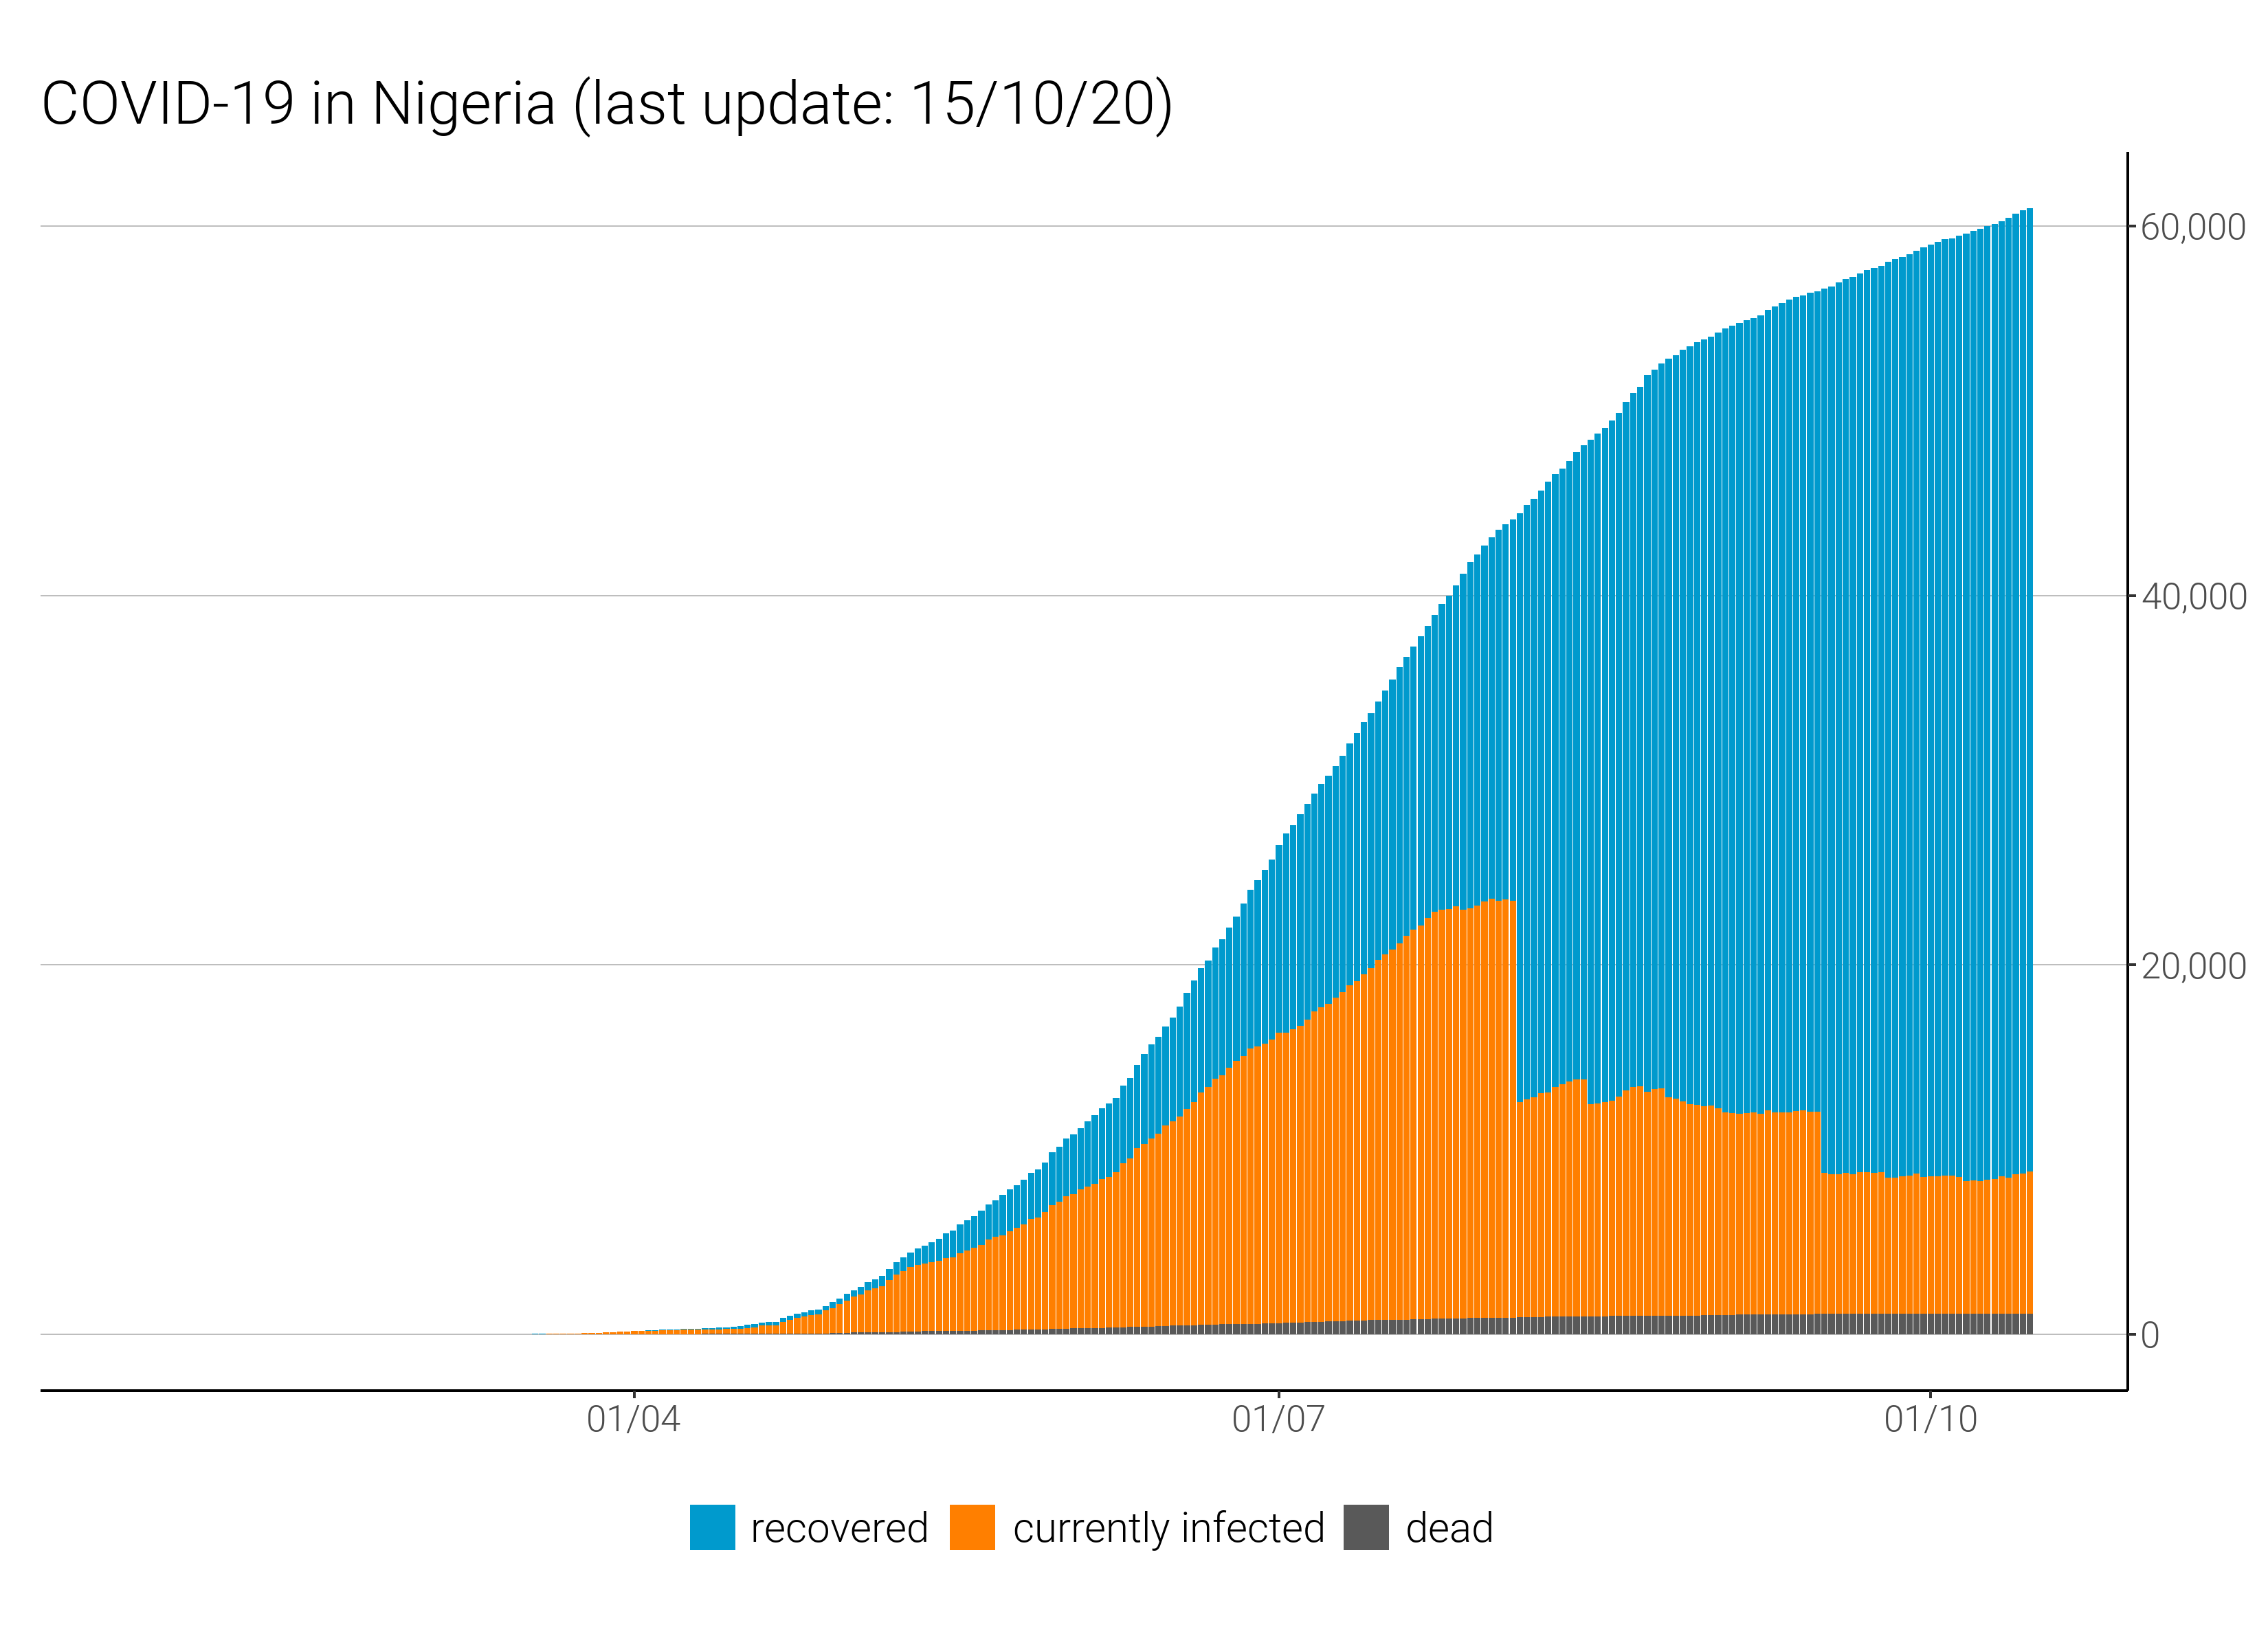 COVID-19 in Nigeria (last update: 15/10/20)
60,000
40,000
20,000
0
01/04 01/07 01/10
recovered currently infected dead